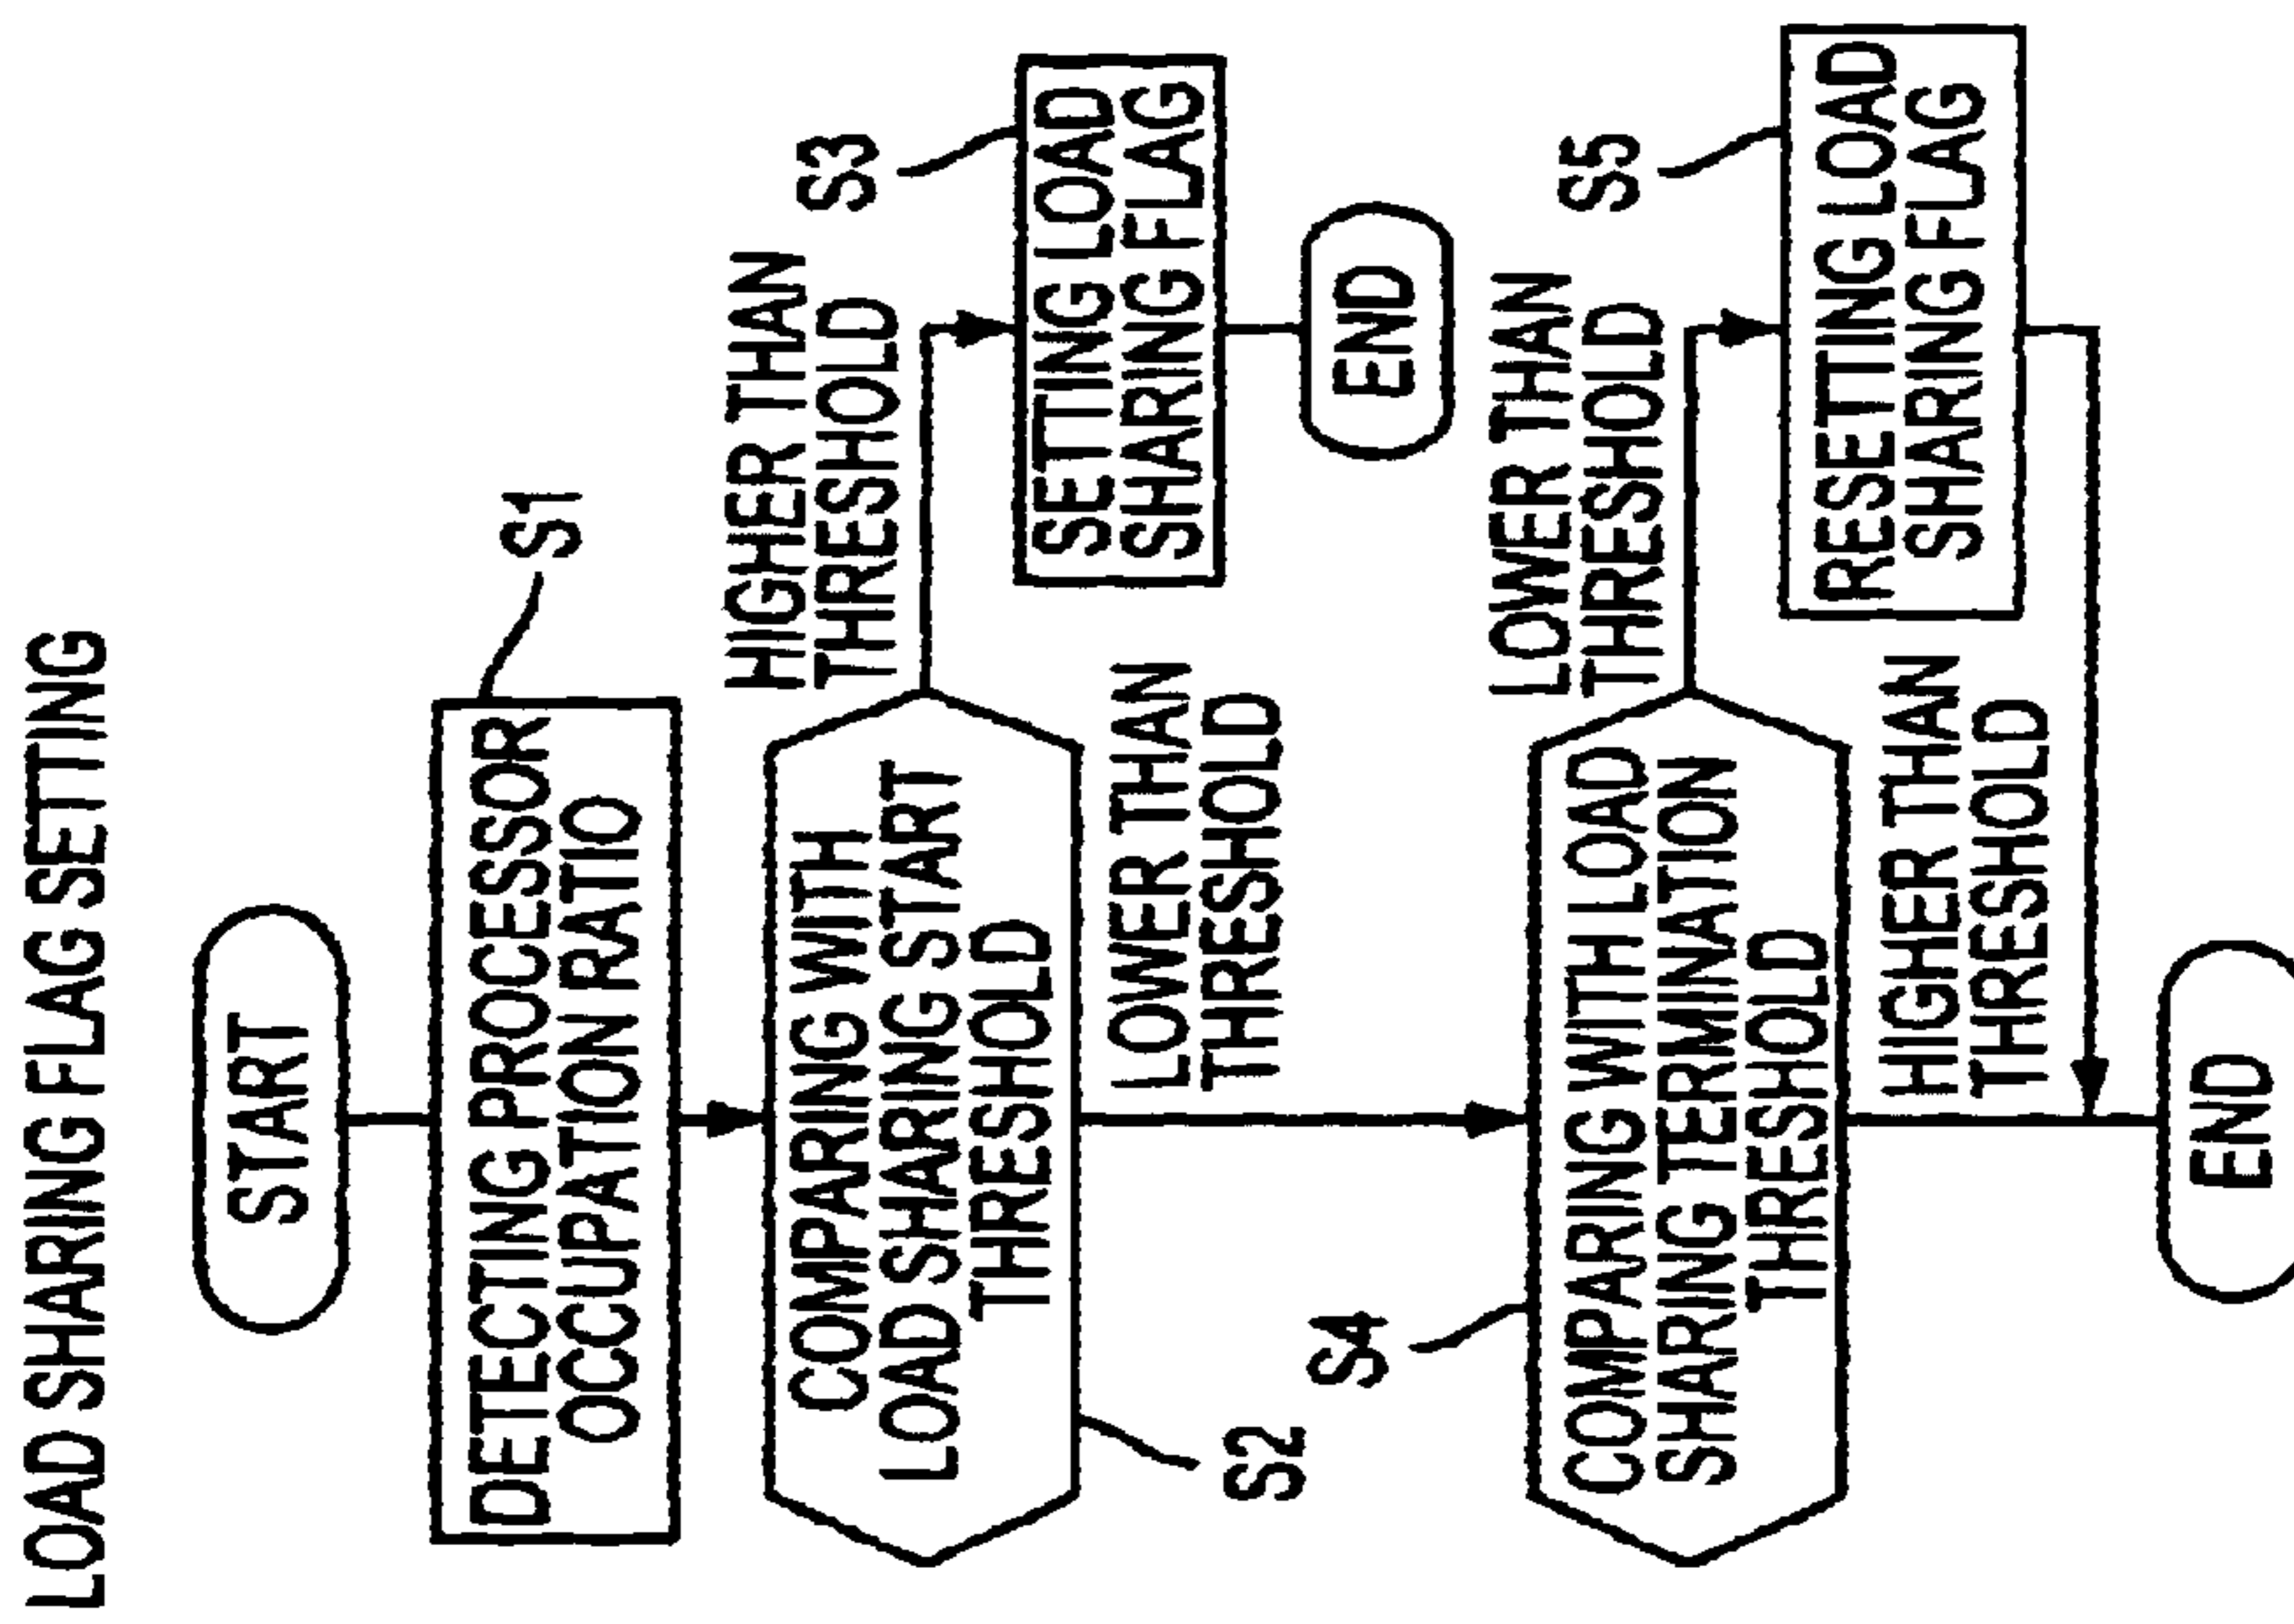 LOAD SHARING FLAG SETTING
START
S1
DETECTING PROCESSOR
OCCUPATION RATIO
COMPARING WITH
LOAD SHARING START
THRESHOLD
S2
HIGHER THAN
THRESHOLD
S3
SETTING LOAD
SHARING FLAG
END
LOWER THAN
THRESHOLD
S4
COMPARING WITH LOAD
SHARING TERMINATION
THRESHOLD
LOWER THAN
THRESHOLD
S5
RESETTING LOAD
SHARING FLAG
HIGHER THAN
THRESHOLD
END